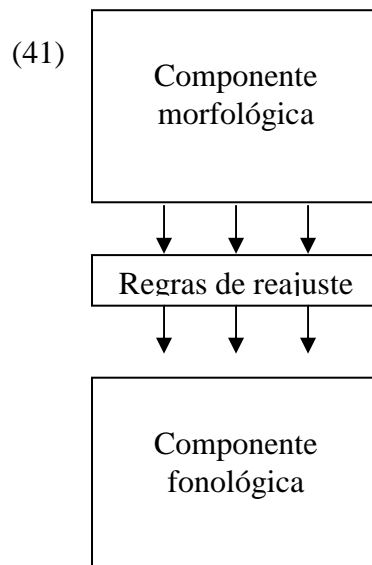 (41)
Componente
morfológica
Regras de reajuste
Componente
fonológica